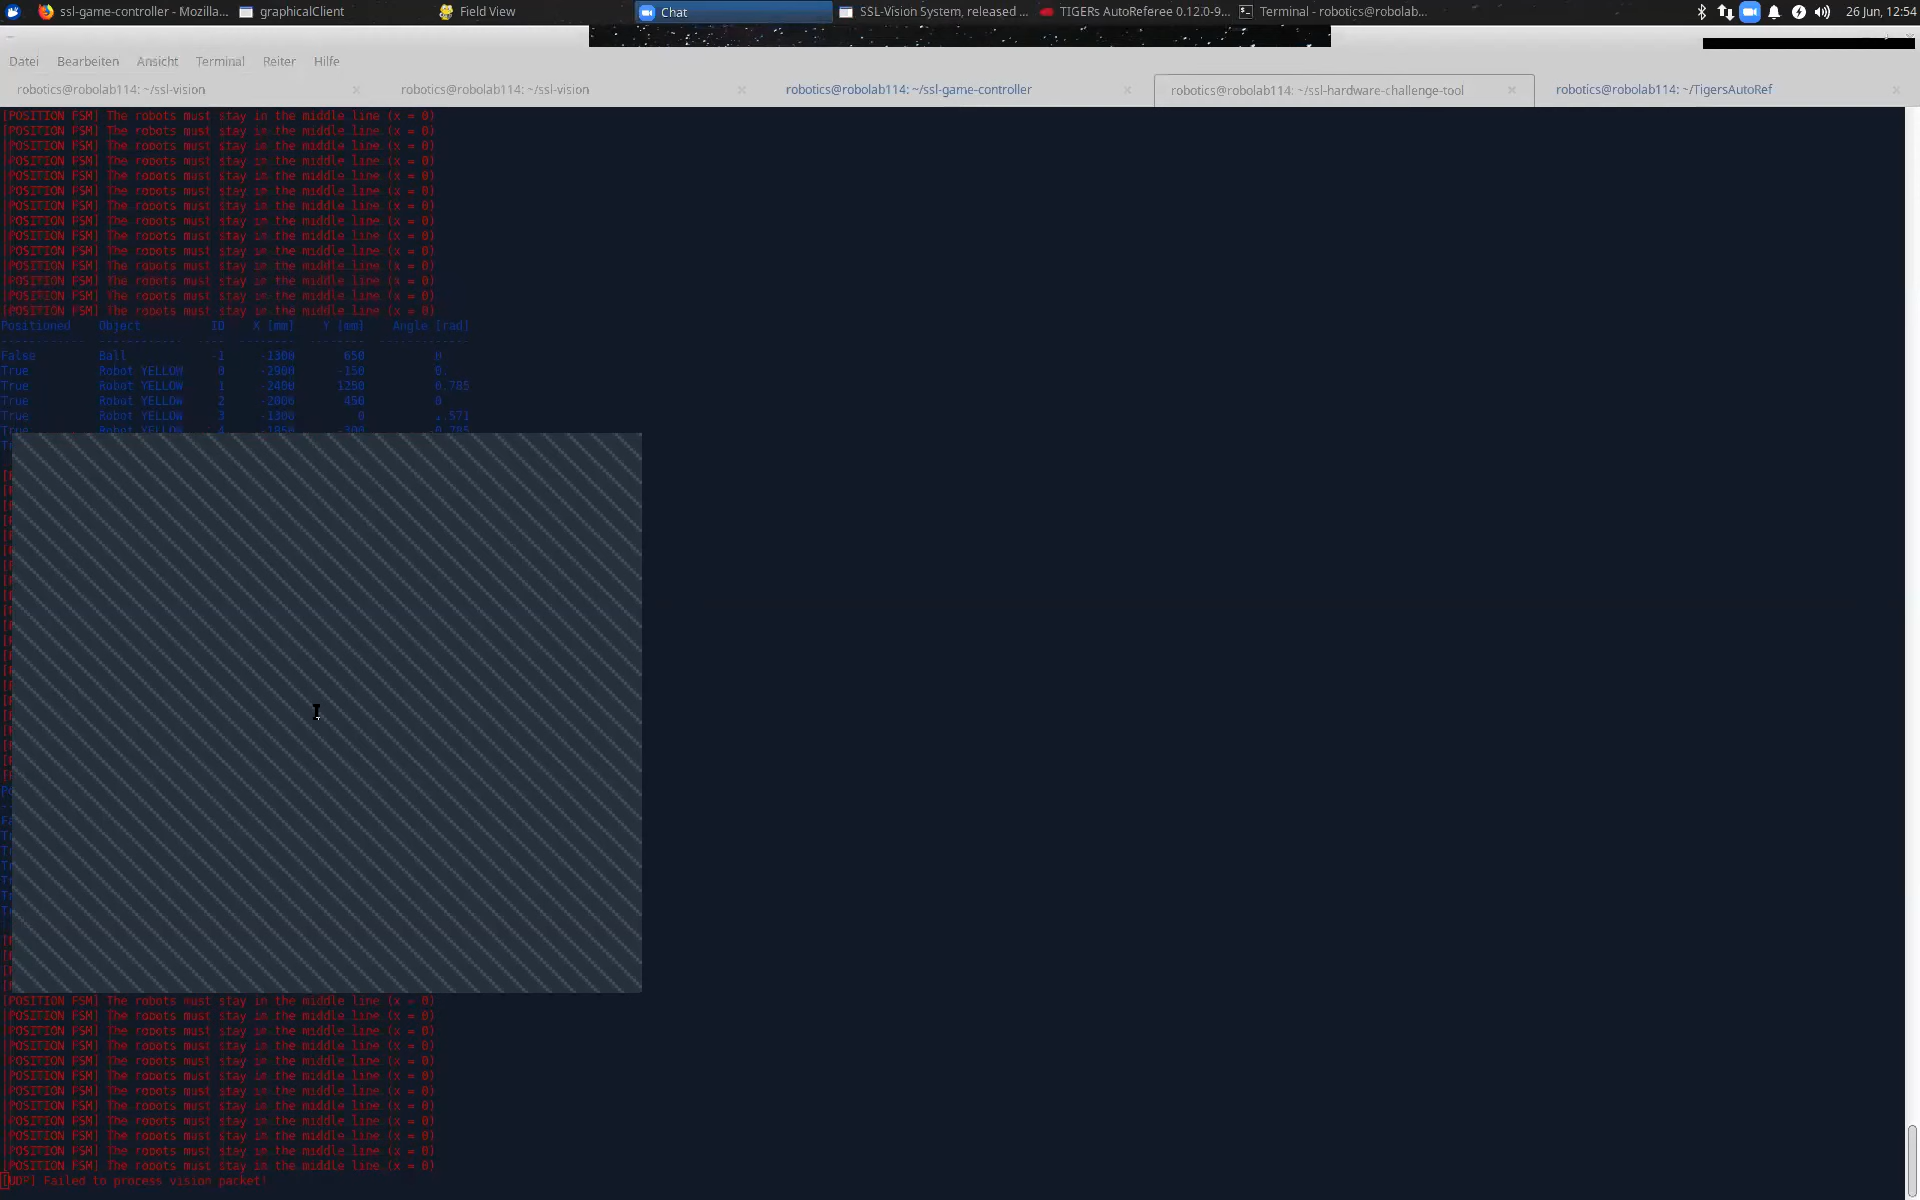 ssl-game-controller - Mozilla...
graphicalClient
Field View
Chat
SSL-Vision System, released ...
TIGERs AutoReferee 0.12.0-9...
Terminal - robotics@robolab...
26 Jun, 12:54
Datei Bearbeiten Ansicht Terminal Reiter Hilfe
robotics@robolab114: ~/ssl-vision
robotics@robolab114: ~/ssl-vision
robotics@robolab114: ~/ssl-game-controller
robotics@robolab114: ~/ssl-hardware-challenge-tool
robotics@robolab114: ~/TigersAutoRef
[POSITION FSM] The robots must stay in the middle line (x = 0)
[POSITION FSM] The robots must stay in the middle line (x = 0)
[POSITION FSM] The robots must stay in the middle line (x = 0)
[POSITION FSM] The robots must stay in the middle line (x = 0)
[POSITION FSM] The robots must stay in the middle line (x = 0)
[POSITION FSM] The robots must stay in the middle line (x = 0)
[POSITION FSM] The robots must stay in the middle line (x = 0)
[POSITION FSM] The robots must stay in the middle line (x = 0)
[POSITION FSM] The robots must stay in the middle line (x = 0)
[POSITION FSM] The robots must stay in the middle line (x = 0)
[POSITION FSM] The robots must stay in the middle line (x = 0)
[POSITION FSM] The robots must stay in the middle line (x = 0)
[POSITION FSM] The robots must stay in the middle line (x = 0)
[POSITION FSM] The robots must stay in the middle line (x = 0)
Positioned Object ID X [mm] Y [mm] Angle [rad]
False Ball -1 -1300 650 0
True Robot YELLOW 0 -2900 -150 0.
True Robot YELLOW 1 -2400 1250 0.785
True Robot YELLOW 2 -2000 450 0
True Robot YELLOW 3 -1300 0
True Robot YELLOW 4 -1850 -300 -0.785
[POSITION FSM] The robots must stay in the middle line (x = 0)
[POSITION FSM] The robots must stay in the middle line (x = 0)
[POSITION FSM] The robots must stay in the middle line (x = 0)
[POSITION FSM] The robots must stay in the middle line (x = 0)
[POSITION FSM] The robots must stay in the middle line (x = 0)
[POSITION FSM] The robots must stay in the middle line (x = 0)
[POSITION FSM] The robots must stay in the middle line (x = 0)
[POSITION FSM] The robots must stay in the middle line (x = 0)
[POSITION FSM] The robots must stay in the middle line (x = 0)
[POSITION FSM] The robots must stay in the middle line (x = 0)
[POSITION FSM] The robots must stay in the middle line (x = 0)
[POSITION FSM] The robots must stay in the middle line (x = 0)
[UDP] Failed to process vision packet!